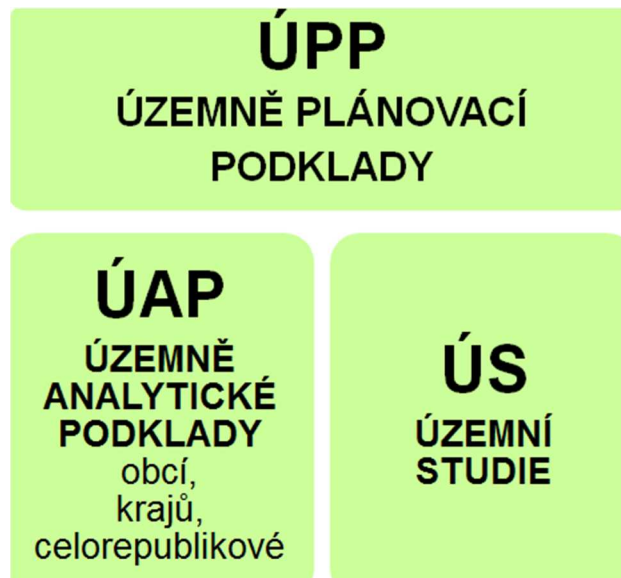 ÚPP
ÚZEMNĚ PLÁNOVACÍ
PODKLADY
ÚAP
ÚZEMNĚ
ANALYTICKÉ
PODKLADY
obcí,
krajů,
celorepublikové
ÚS
ÚZEMNÍ
STUDIE